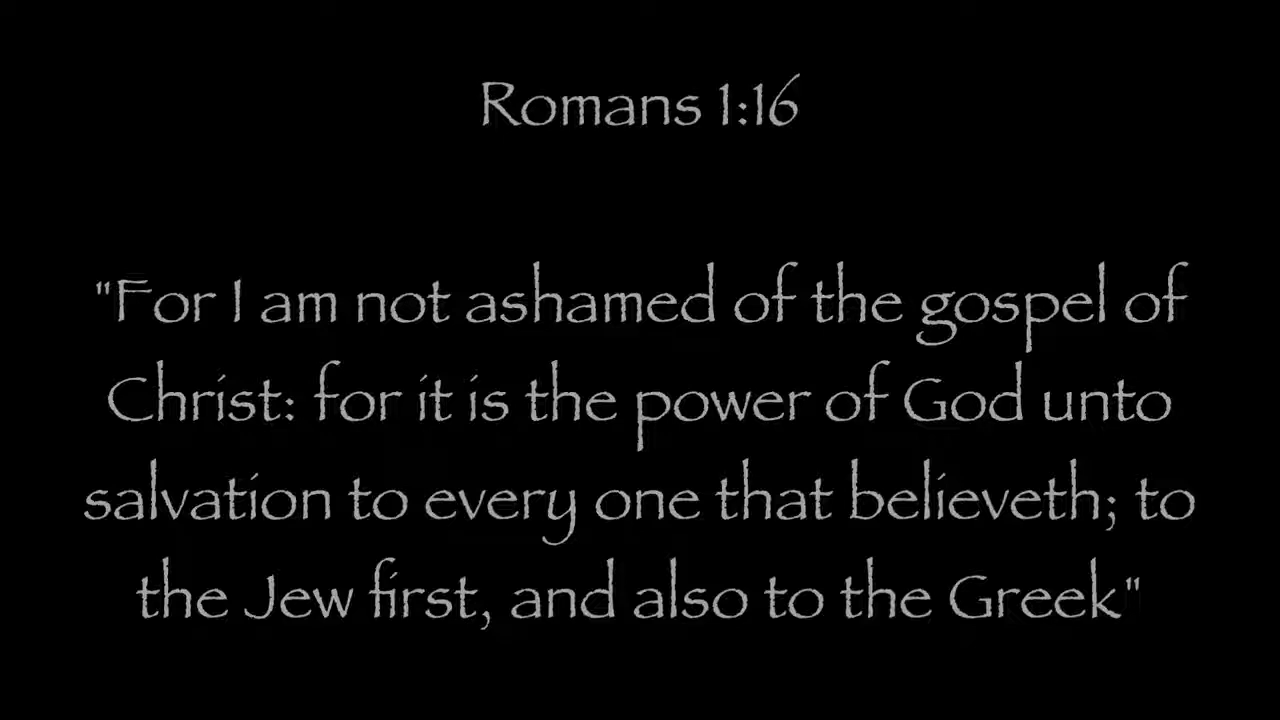 Romans 1:16
"For I am not ashamed of the gospel of
Christ: for it is the power of God unto
salvation to every one that believeth; to
the Jew first, and also to the Greek"